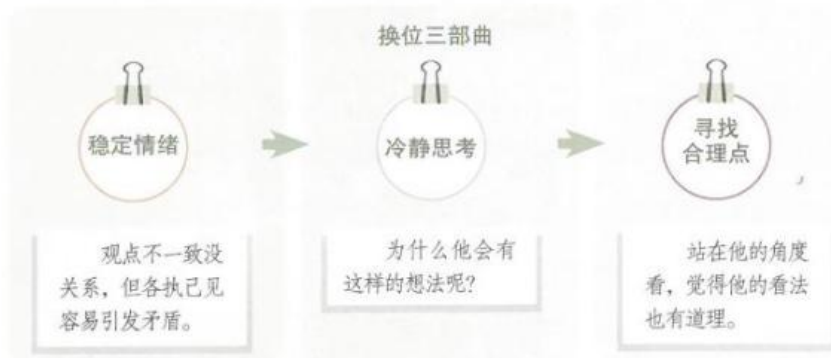 换位三部曲
稳定情绪
冷静思考
寻找
合理点
观点不一致没
关系，但各执己见
容易引发矛盾。
为什么他会有
这样的想法呢？
站在他的角度
看，觉得他的看法
也有道理。